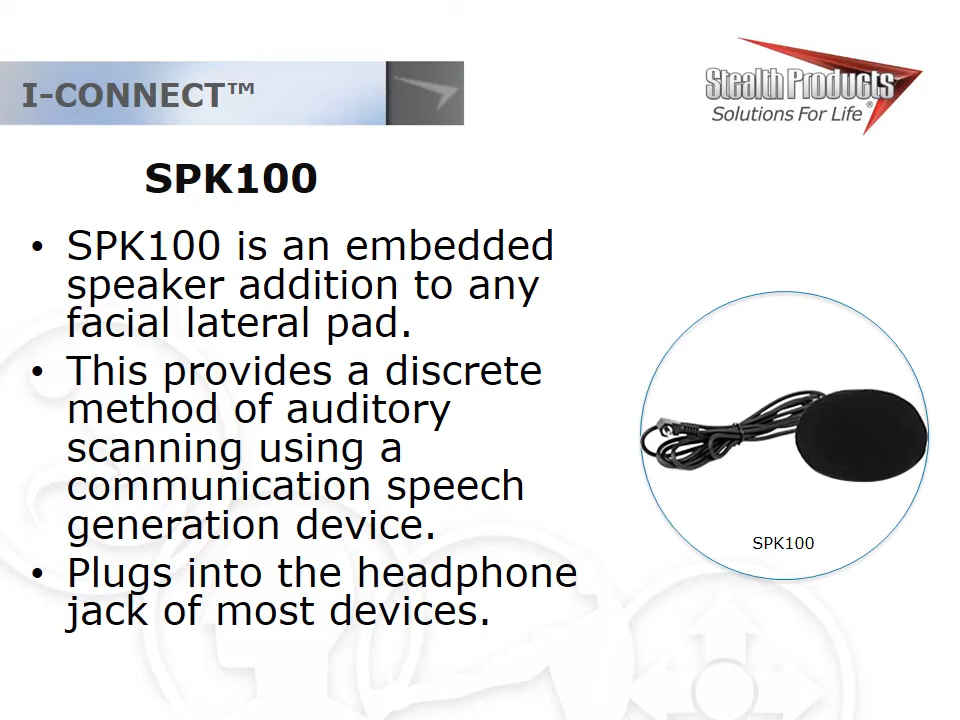 I-CONNECT™
Stealth Products®
Solutions For Life
SPK100
• SPK100 is an embedded
speaker addition to any
facial lateral pad.
• This provides a discrete
method of auditory
scanning using a
communication speech
generation device.
• Plugs into the headphone
jack of most devices.
SPK100